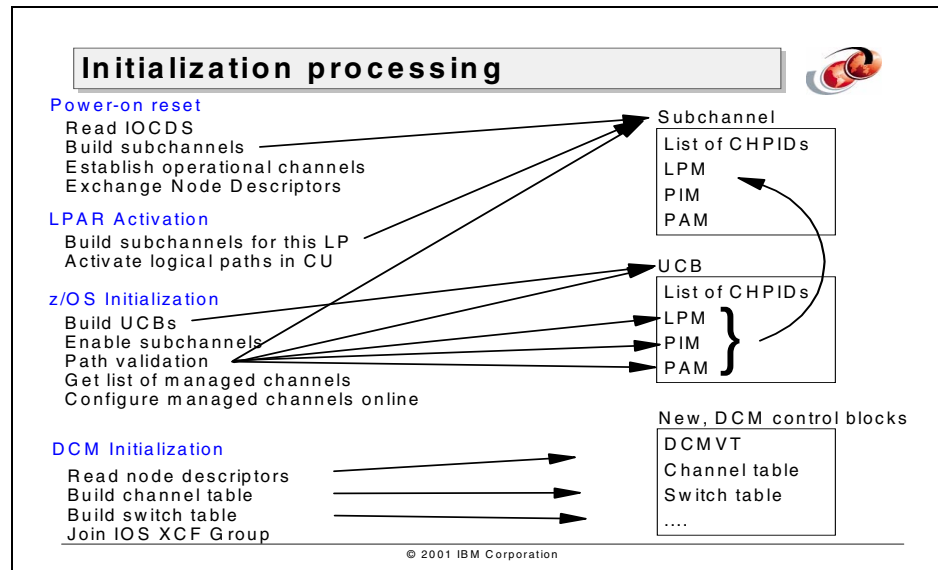 Initialization processing
Power-on reset
Read IOCDS
Build subchannels
Establish operational channels
Exchange Node Descriptors
LPAR Activation
Build subchannels for this LP
Activate logical paths in CU
z/OS Initialization
Build UCBs
Enable subchannels
Path validation
Get list of managed channels
Configure managed channels online
DCM Initialization
Read node descriptors
Build channel table
Build switch table
Join IOS XCF Group
Subchannel
List of CHPIDs
LPM
PIM
PAM
UCB
List of CHPIDs
LPM
PIM
PAM
}
New, DCM control blocks
DCMVT
Channel table
Switch table
....
© 2001 IBM Corporation